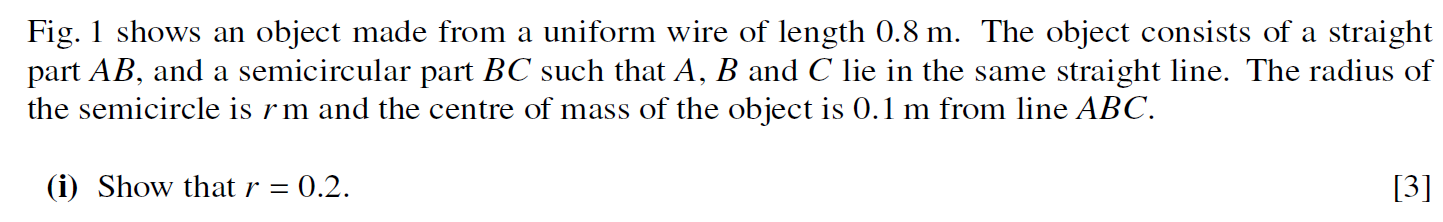 Fig. 1 shows an object made from a uniform wire of length 0.8 m. The object consists of a straight
part AB, and a semicircular part BC such that A, B and C lie in the same straight line. The radius of
the semicircle is r m and the centre of mass of the object is 0.1 m from line ABC.
(i) Show that r = 0.2. [3]